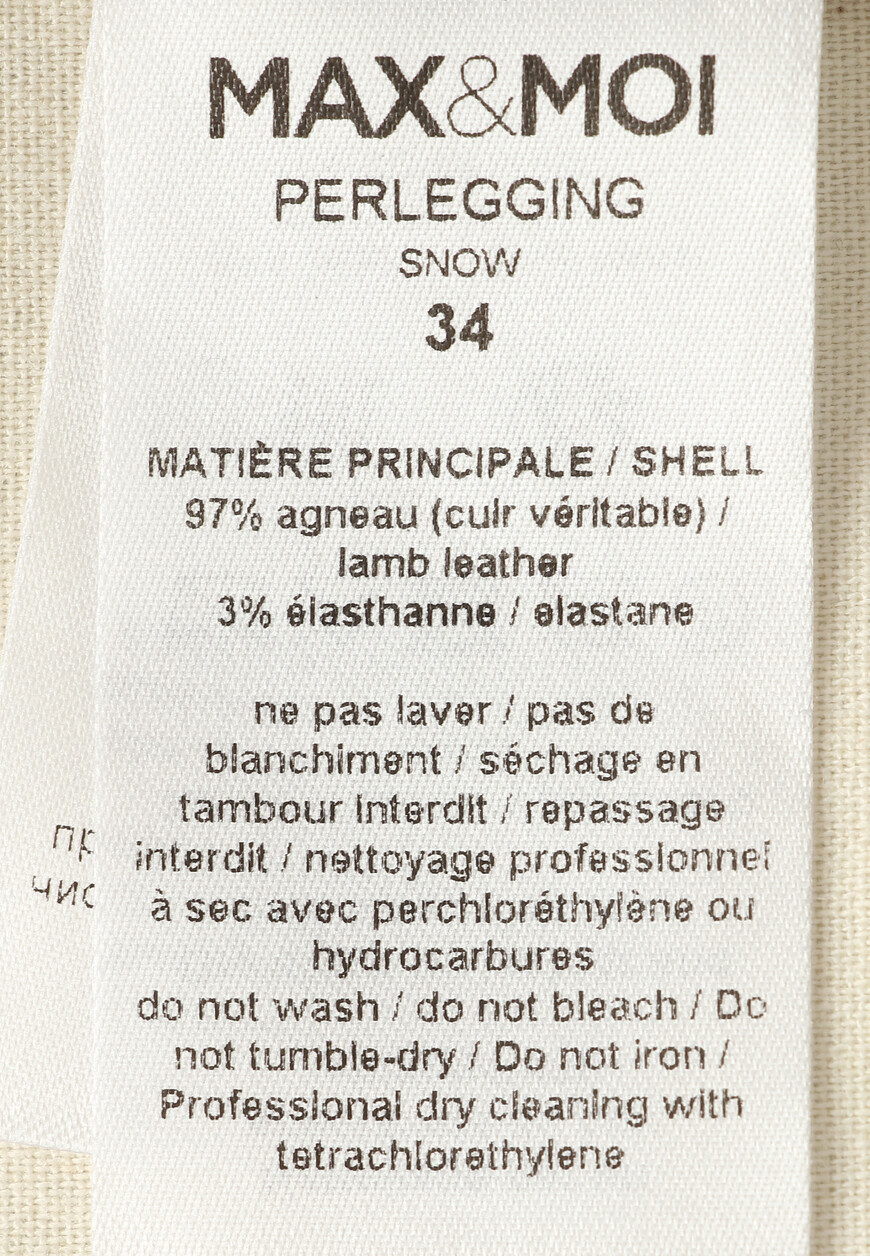 MAX&MOI
PERLEGGING
SNOW
34
MATIÈRE PRINCIPALE / SHELL
97% agneau (cuir véritable) /
lamb leather
3% élasthanne / elastane
ne pas laver / pas de
blanchiment / séchage en
tambour interdit / repassage
interdit / nettoyage professionnel
à sec avec perchloréthylène ou
hydrocarbures
do not wash / do not bleach / Do
not tumble-dry / Do not iron /
Professional dry cleaning with
tetrachlorethylene